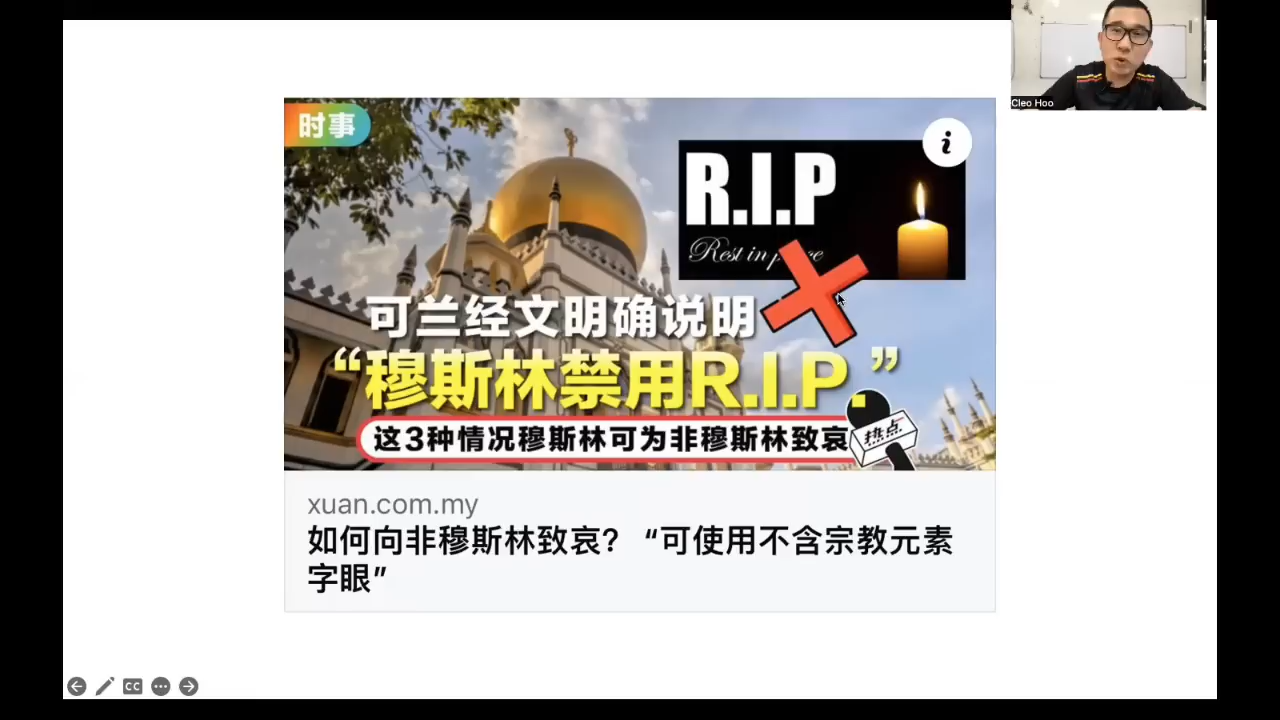 Cleo Hoo
时事
R.I.P
Rest in peace
可兰经文明确说明
“穆斯林禁用R.I.P.”
这3种情况穆斯林可为非穆斯林致哀
热点
xuan.com.my
如何向非穆斯林致哀？“可使用不含宗教元素
字眼”
CC